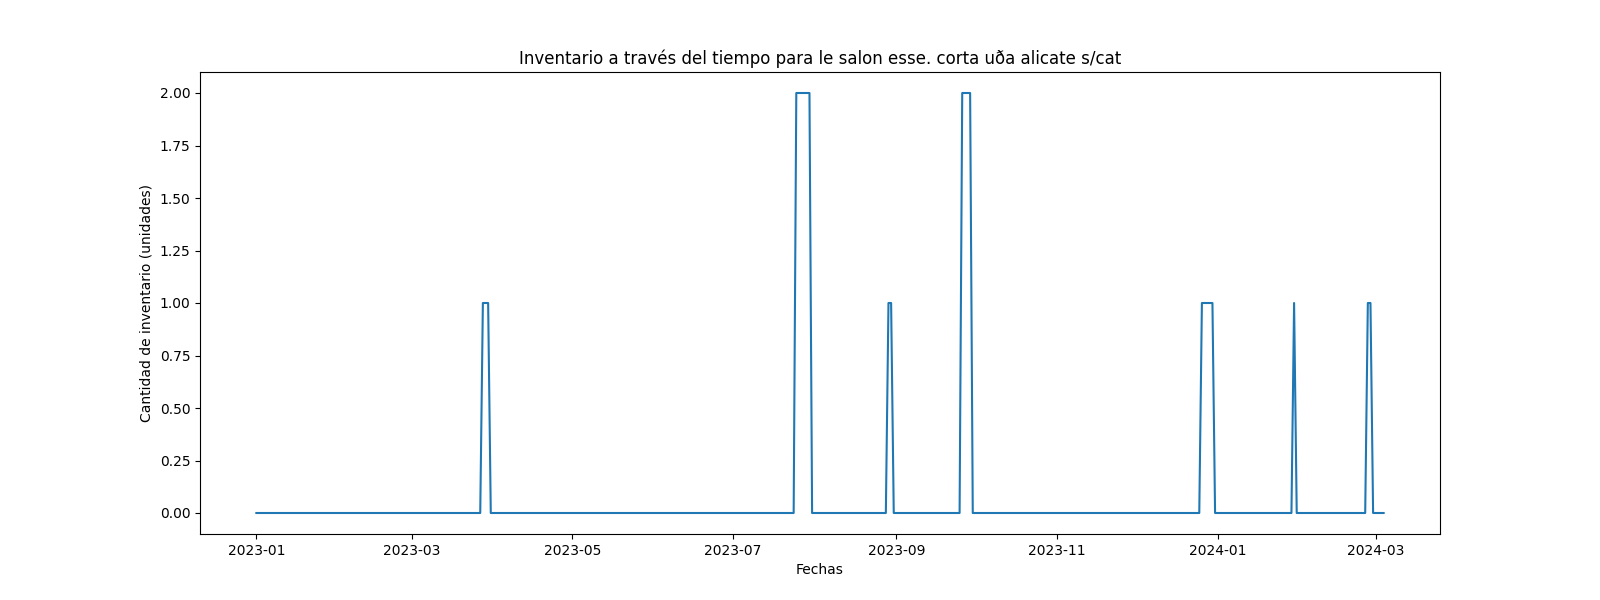 Inventario a través del tiempo para le salon esse. corta uða alicate s/cat
Cantidad de inventario (unidades)
2.00
1.75
1.50
1.25
1.00
0.75
0.50
0.25
0.00
2023-01 2023-03 2023-05 2023-07 2023-09 2023-11 2024-01 2024-03
Fechas